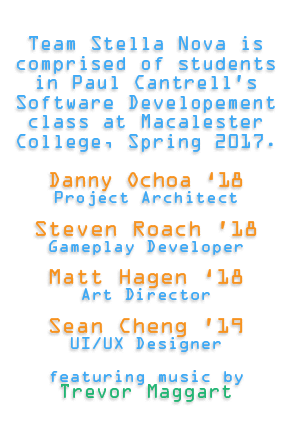 Team Stella Nova is
comprised of students
in Paul Cantrell's
Software Developement
class at Macalester
College, Spring 2017.
Danny Ochoa '18
Project Architect
Steven Roach '18
Gameplay Developer
Matt Hagen '18
Art Director
Sean Cheng '19
UI/UX Designer
featuring music by
Trevor Maggart